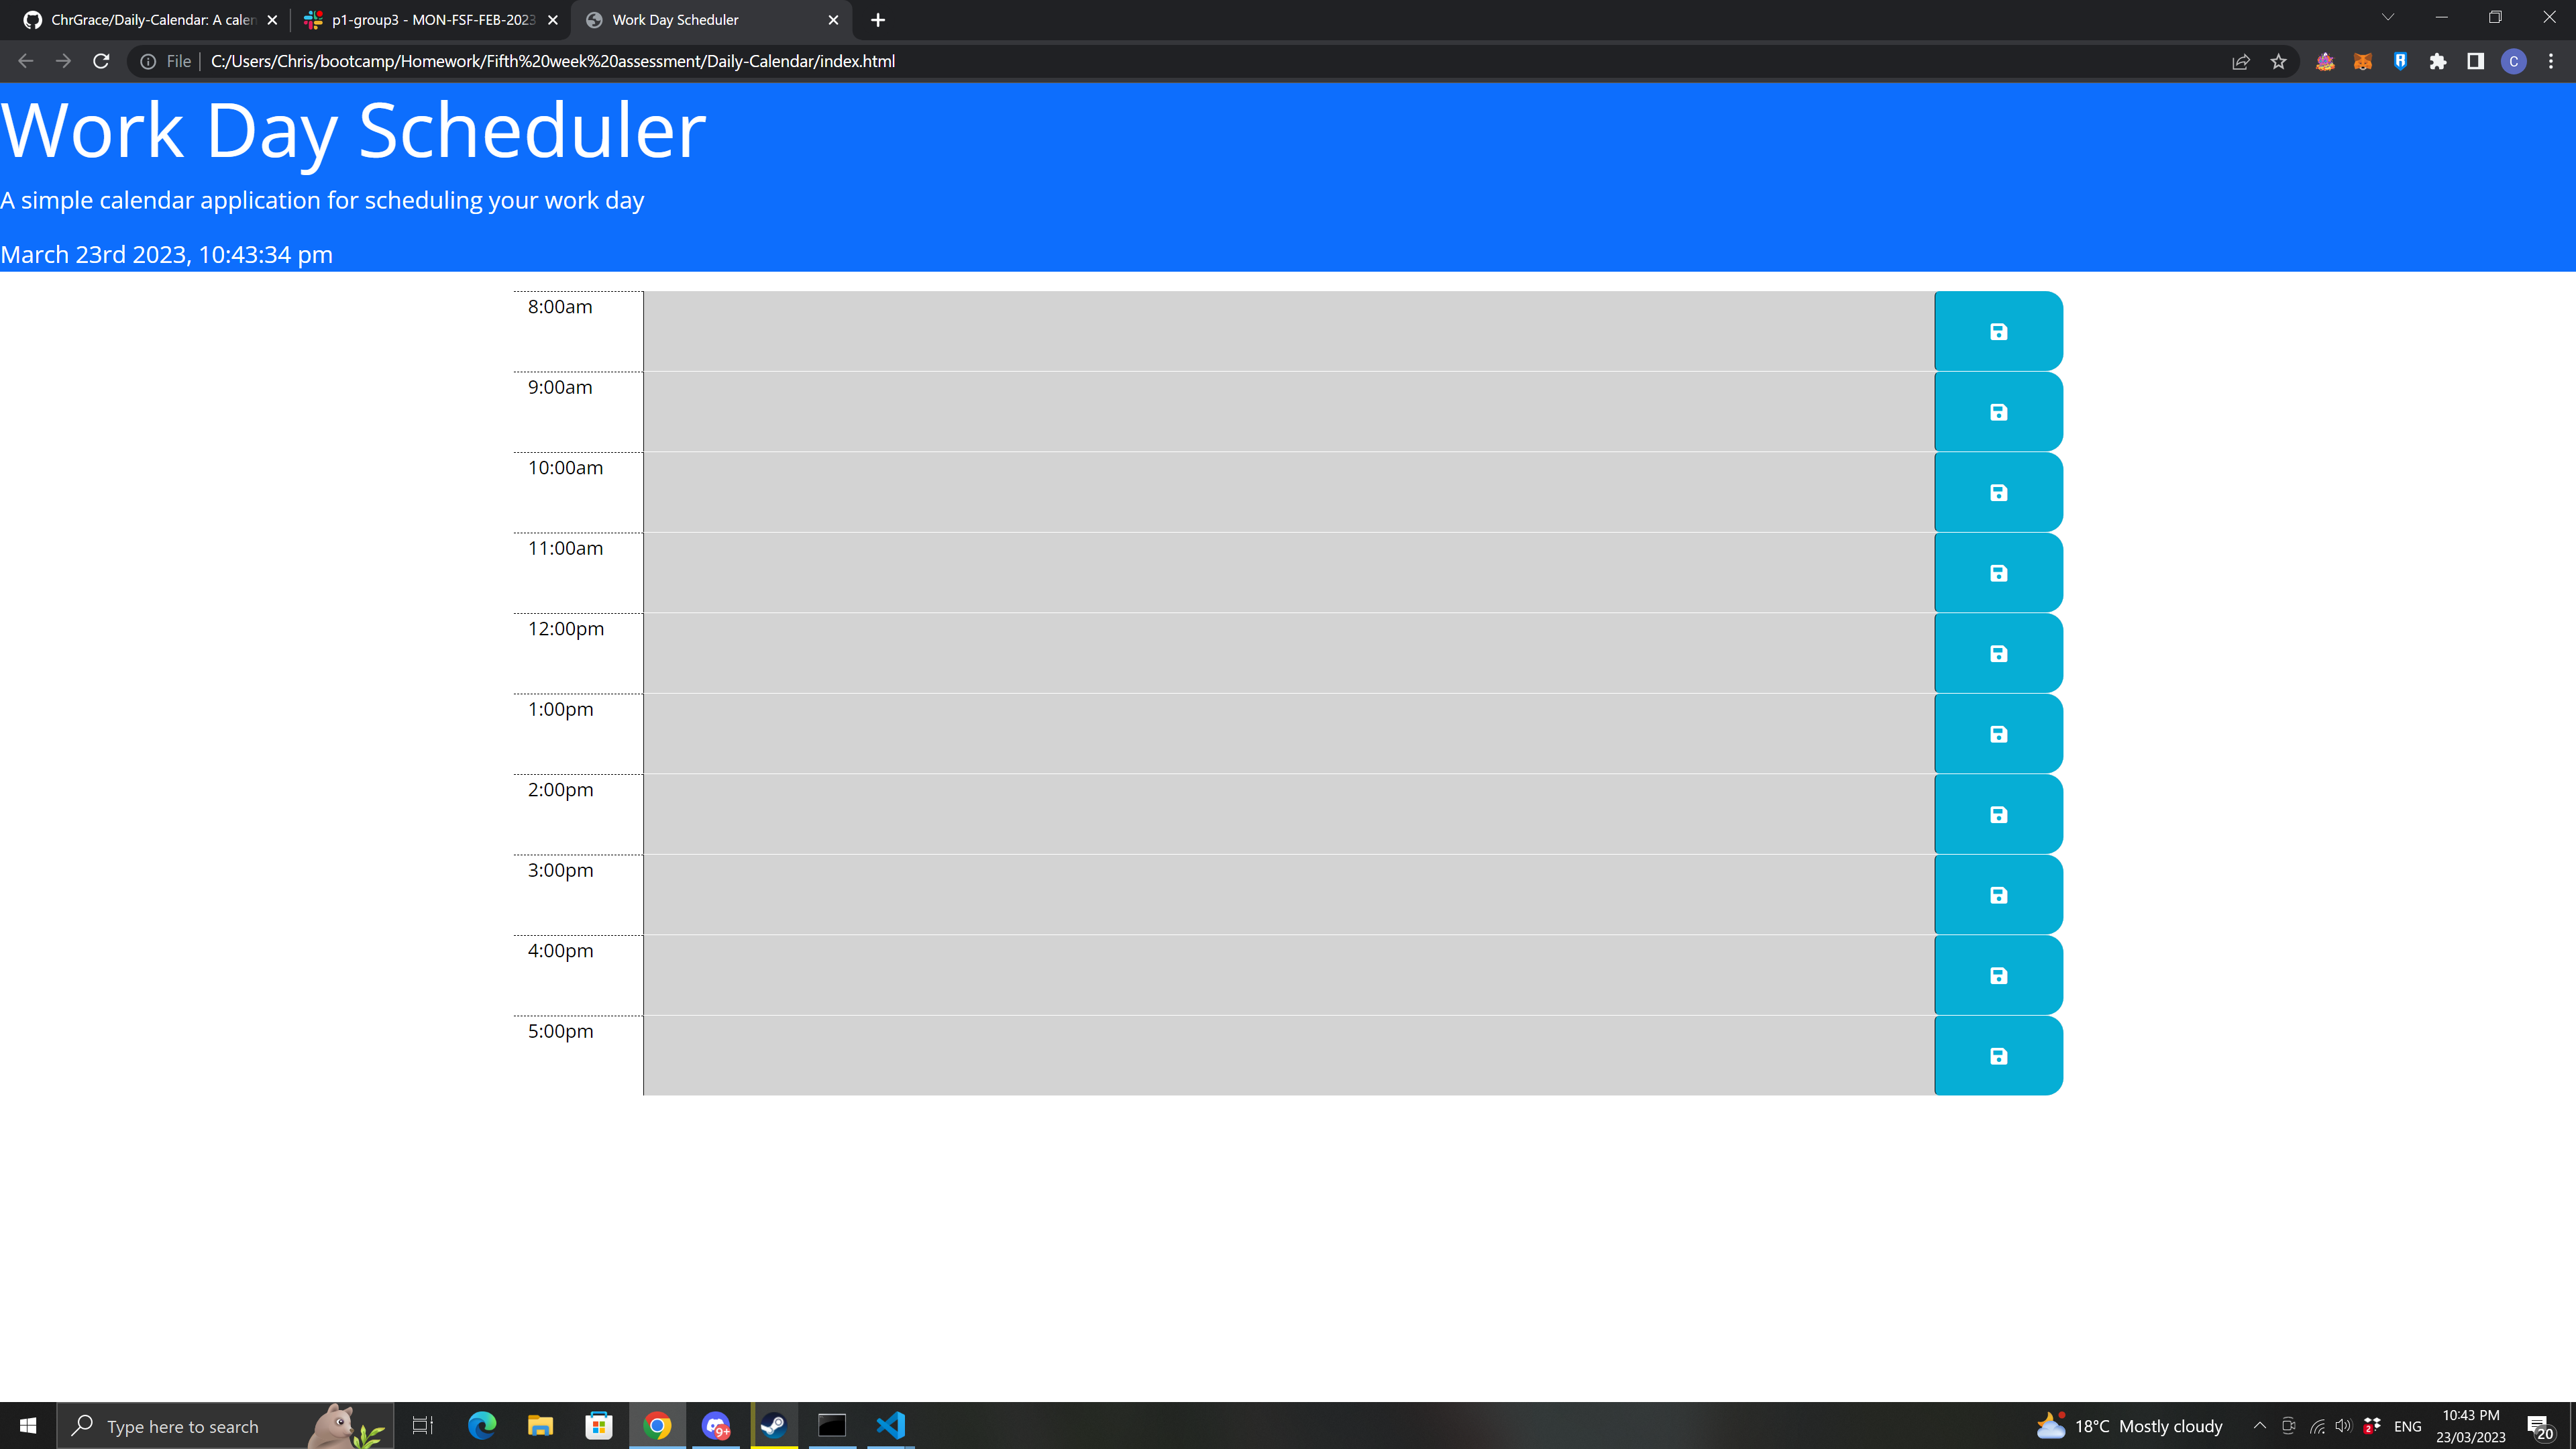 ChrGrace/Daily-Calendar: A calen
p1-group3 - MON-FSF-FEB-2023
Work Day Scheduler
File
C:/Users/Chris/bootcamp/Homework/Fifth%20week%20assessment/Daily-Calendar/index.html
C
Work Day Scheduler
A simple calendar application for scheduling your work day
March 23rd 2023, 10:43:34 pm
8:00am
9:00am
10:00am
11:00am
12:00pm
1:00pm
2:00pm
3:00pm
4:00pm
5:00pm
Type here to search
9+
18°C Mostly cloudy
2
ENG
10:43 PM
23/03/2023
20